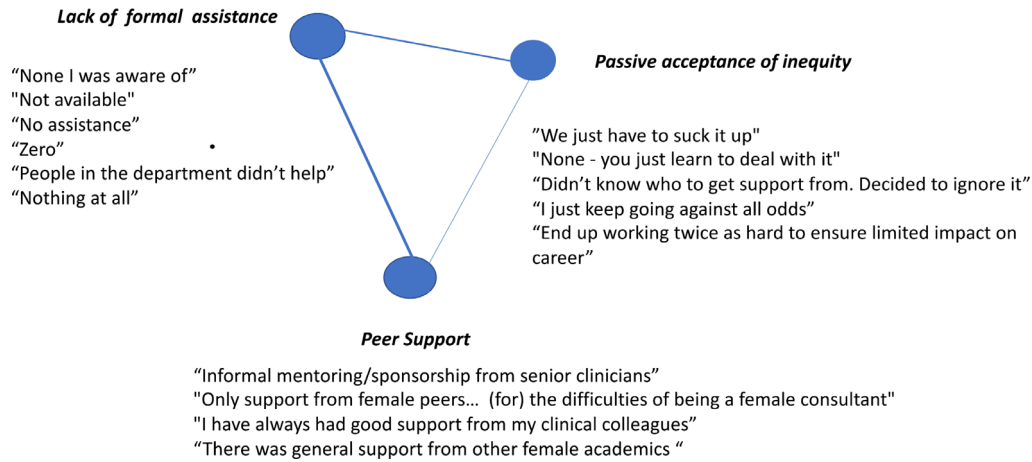 Lack of formal assistance
“None I was aware of”
"Not available"
“No assistance”
“Zero”
“People in the department didn’t help”
“Nothing at all”
Passive acceptance of inequity
”We just have to suck it up"
"None - you just learn to deal with it"
“Didn’t know who to get support from. Decided to ignore it”
“I just keep going against all odds”
“End up working twice as hard to ensure limited impact on
career”
Peer Support
“Informal mentoring/sponsorship from senior clinicians”
"Only support from female peers… (for) the difficulties of being a female consultant"
"I have always had good support from my clinical colleagues”
“There was general support from other female academics “